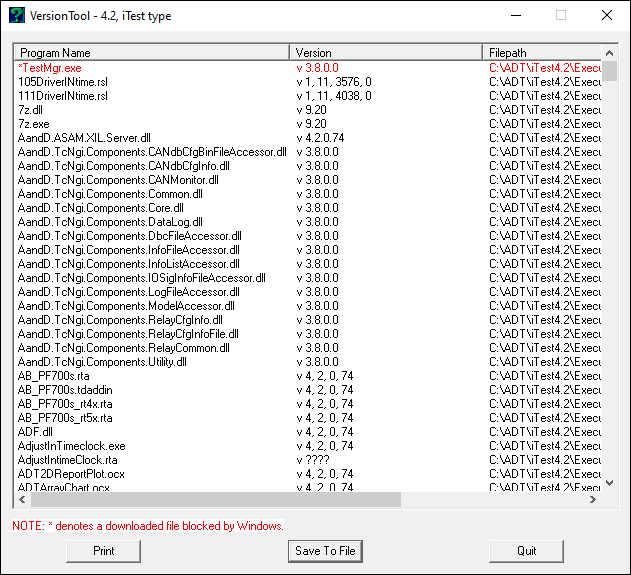 VersionTool - 4.2, iTest type
Program Name Version Filepath
*TestMgr.exe v 3.8.0.0 C:\ADT\iTest4.2\Execu
105DriverINtime.rsl v 1, 11, 3576, 0 C:\ADT\iTest4.2\Execu
111DriverINtime.rsl v 1, 11, 4038, 0 C:\ADT\iTest4.2\Execu
7z.dll v 9.20 C:\ADT\iTest4.2\Execu
7z.exe v 9.20 C:\ADT\iTest4.2\Execu
AandD.ASAM.XIL.Server.dll v 4.2.0.74 C:\ADT\iTest4.2\Execu
AandD.TcNgi.Components.CANdbCfgBinFileAccessor.dll v 3.8.0.0 C:\ADT\iTest4.2\Execu
AandD.TcNgi.Components.CANdbCfgInfo.dll v 3.8.0.0 C:\ADT\iTest4.2\Execu
AandD.TcNgi.Components.CANMonitor.dll v 3.8.0.0 C:\ADT\iTest4.2\Execu
AandD.TcNgi.Components.Common.dll v 3.8.0.0 C:\ADT\iTest4.2\Execu
AandD.TcNgi.Components.Core.dll v 3.8.0.0 C:\ADT\iTest4.2\Execu
AandD.TcNgi.Components.DataLog.dll v 3.8.0.0 C:\ADT\iTest4.2\Execu
AandD.TcNgi.Components.DbcFileAccessor.dll v 3.8.0.0 C:\ADT\iTest4.2\Execu
AandD.TcNgi.Components.InfoFileAccessor.dll v 3.8.0.0 C:\ADT\iTest4.2\Execu
AandD.TcNgi.Components.InfoListAccessor.dll v 3.8.0.0 C:\ADT\iTest4.2\Execu
AandD.TcNgi.Components.IOSigInfoFileAccessor.dll v 3.8.0.0 C:\ADT\iTest4.2\Execu
AandD.TcNgi.Components.LogFileAccessor.dll v 3.8.0.0 C:\ADT\iTest4.2\Execu
AandD.TcNgi.Components.ModelAccessor.dll v 3.8.0.0 C:\ADT\iTest4.2\Execu
AandD.TcNgi.Components.RelayCfgInfo.dll v 3.8.0.0 C:\ADT\iTest4.2\Execu
AandD.TcNgi.Components.RelayCfgInfoFile.dll v 3.8.0.0 C:\ADT\iTest4.2\Execu
AandD.TcNgi.Components.RelayCommon.dll v 3.8.0.0 C:\ADT\iTest4.2\Execu
AandD.TcNgi.Components.Utility.dll v 3.8.0.0 C:\ADT\iTest4.2\Execu
AB_PF700s.rta v 4, 2, 0, 74 C:\ADT\iTest4.2\Execu
AB_PF700s.tdaddin v 4, 2, 0, 74 C:\ADT\iTest4.2\Execu
AB_PF700s_rt4x.rta v 4, 2, 0, 74 C:\ADT\iTest4.2\Execu
AB_PF700s_rt5x.rta v 4, 2, 0, 74 C:\ADT\iTest4.2\Execu
ADF.dll v 4, 2, 0, 74 C:\ADT\iTest4.2\Execu
AdjustInTimeclock.exe v 4, 2, 0, 74 C:\ADT\iTest4.2\Execu
AdjustIntimeClock.rta v ???? C:\ADT\iTest4.2\Execu
ADT2DReportPlot.ocx v 4, 2, 0, 74 C:\ADT\iTest4.2\Execu
ADTArrayChart.ocx v 4, 2, 0, 74 C:\ADT\iTest4.2\Execu
NOTE: * denotes a downloaded file blocked by Windows.
Print Save To File Quit